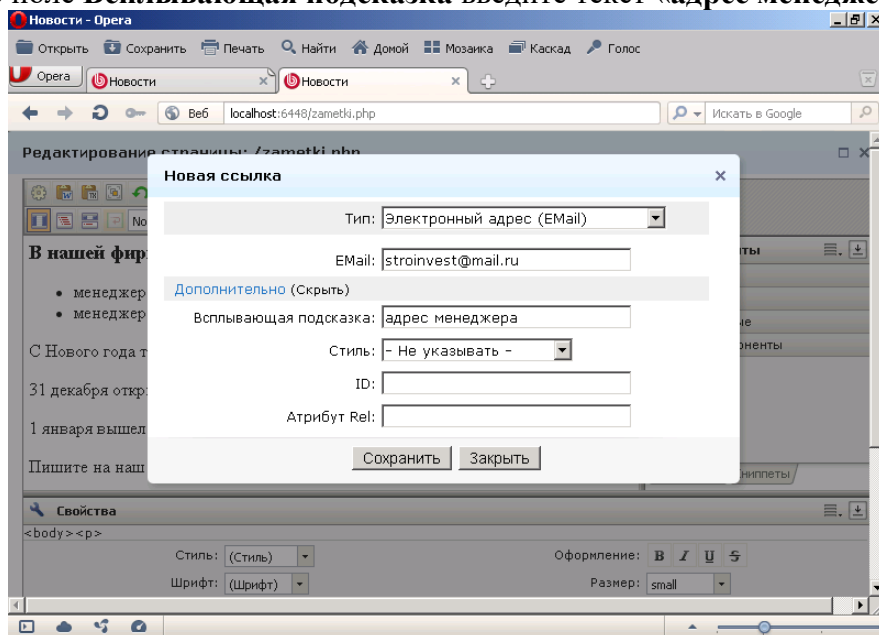 поле Всплывающая подсказка введите текст «адрес менедже
Новости - Opera
Открыть Сохранить Печать Найти Домой Мозаика Каскад Голос
Opera Новости Новости
Веб localhost:6448/zametki.php Искать в Google
Редактирование страницы: /zametki.php
Новая ссылка
Тип: Электронный адрес (EMail)
No
В нашей фир
EMail: stroinvest@mail.ru
Дополнительно (Скрыть)
менеджер
Всплывающая подсказка: адрес менеджера
менеджер
С Нового года т
Стиль: - Не указывать -
31 декабря откр
ID:
Атрибут Rel:
1 января вышел
Сохранить Закрыть
Пишите на наш
ниппеты
Свойства
<body><p>
Стиль: (Стиль) Оформление: B I U S
Шрифт: (Шрифт) Размер: small